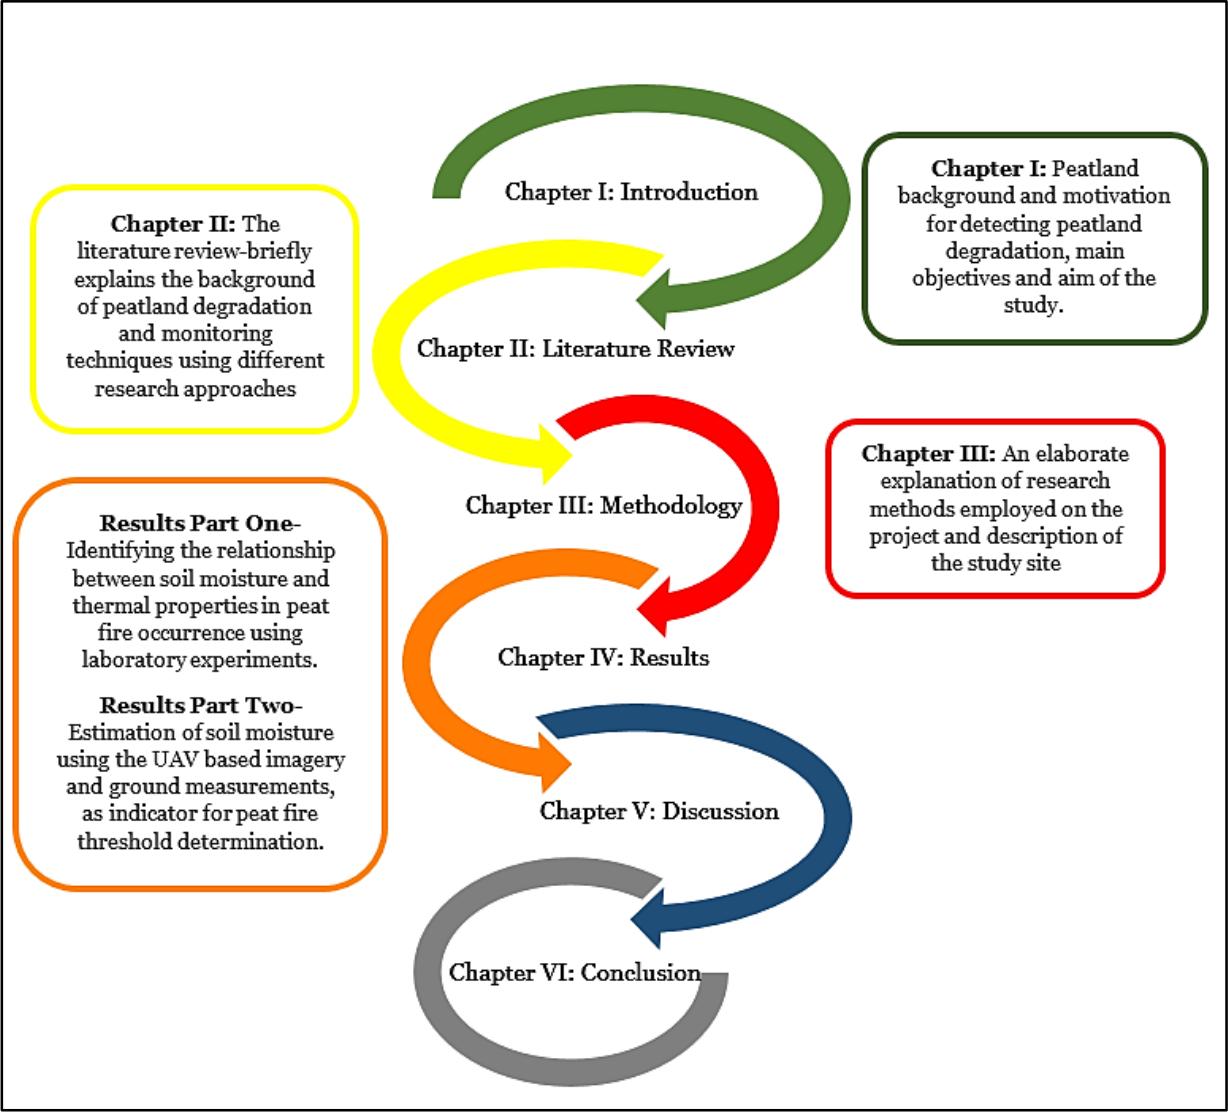 Chapter I: Introduction
Chapter I: Peatland
background and motivation
for detecting peatland
degradation, main
objectives and aim of the
study.
Chapter II: The
literature review-briefly
explains the background
of peatland degradation
and monitoring
techniques using different
research approaches
Chapter II: Literature Review
Chapter III: Methodology
Chapter III: An elaborate
explanation of research
methods employed on the
project and description of
the study site
Results Part One-
Identifying the relationship
between soil moisture and
thermal properties in peat
fire occurrence using
laboratory experiments.
Results Part Two-
Estimation of soil moisture
using the UAV based imagery
and ground measurements,
as indicator for peat fire
threshold determination.
Chapter IV: Results
Chapter V: Discussion
Chapter VI: Conclusion